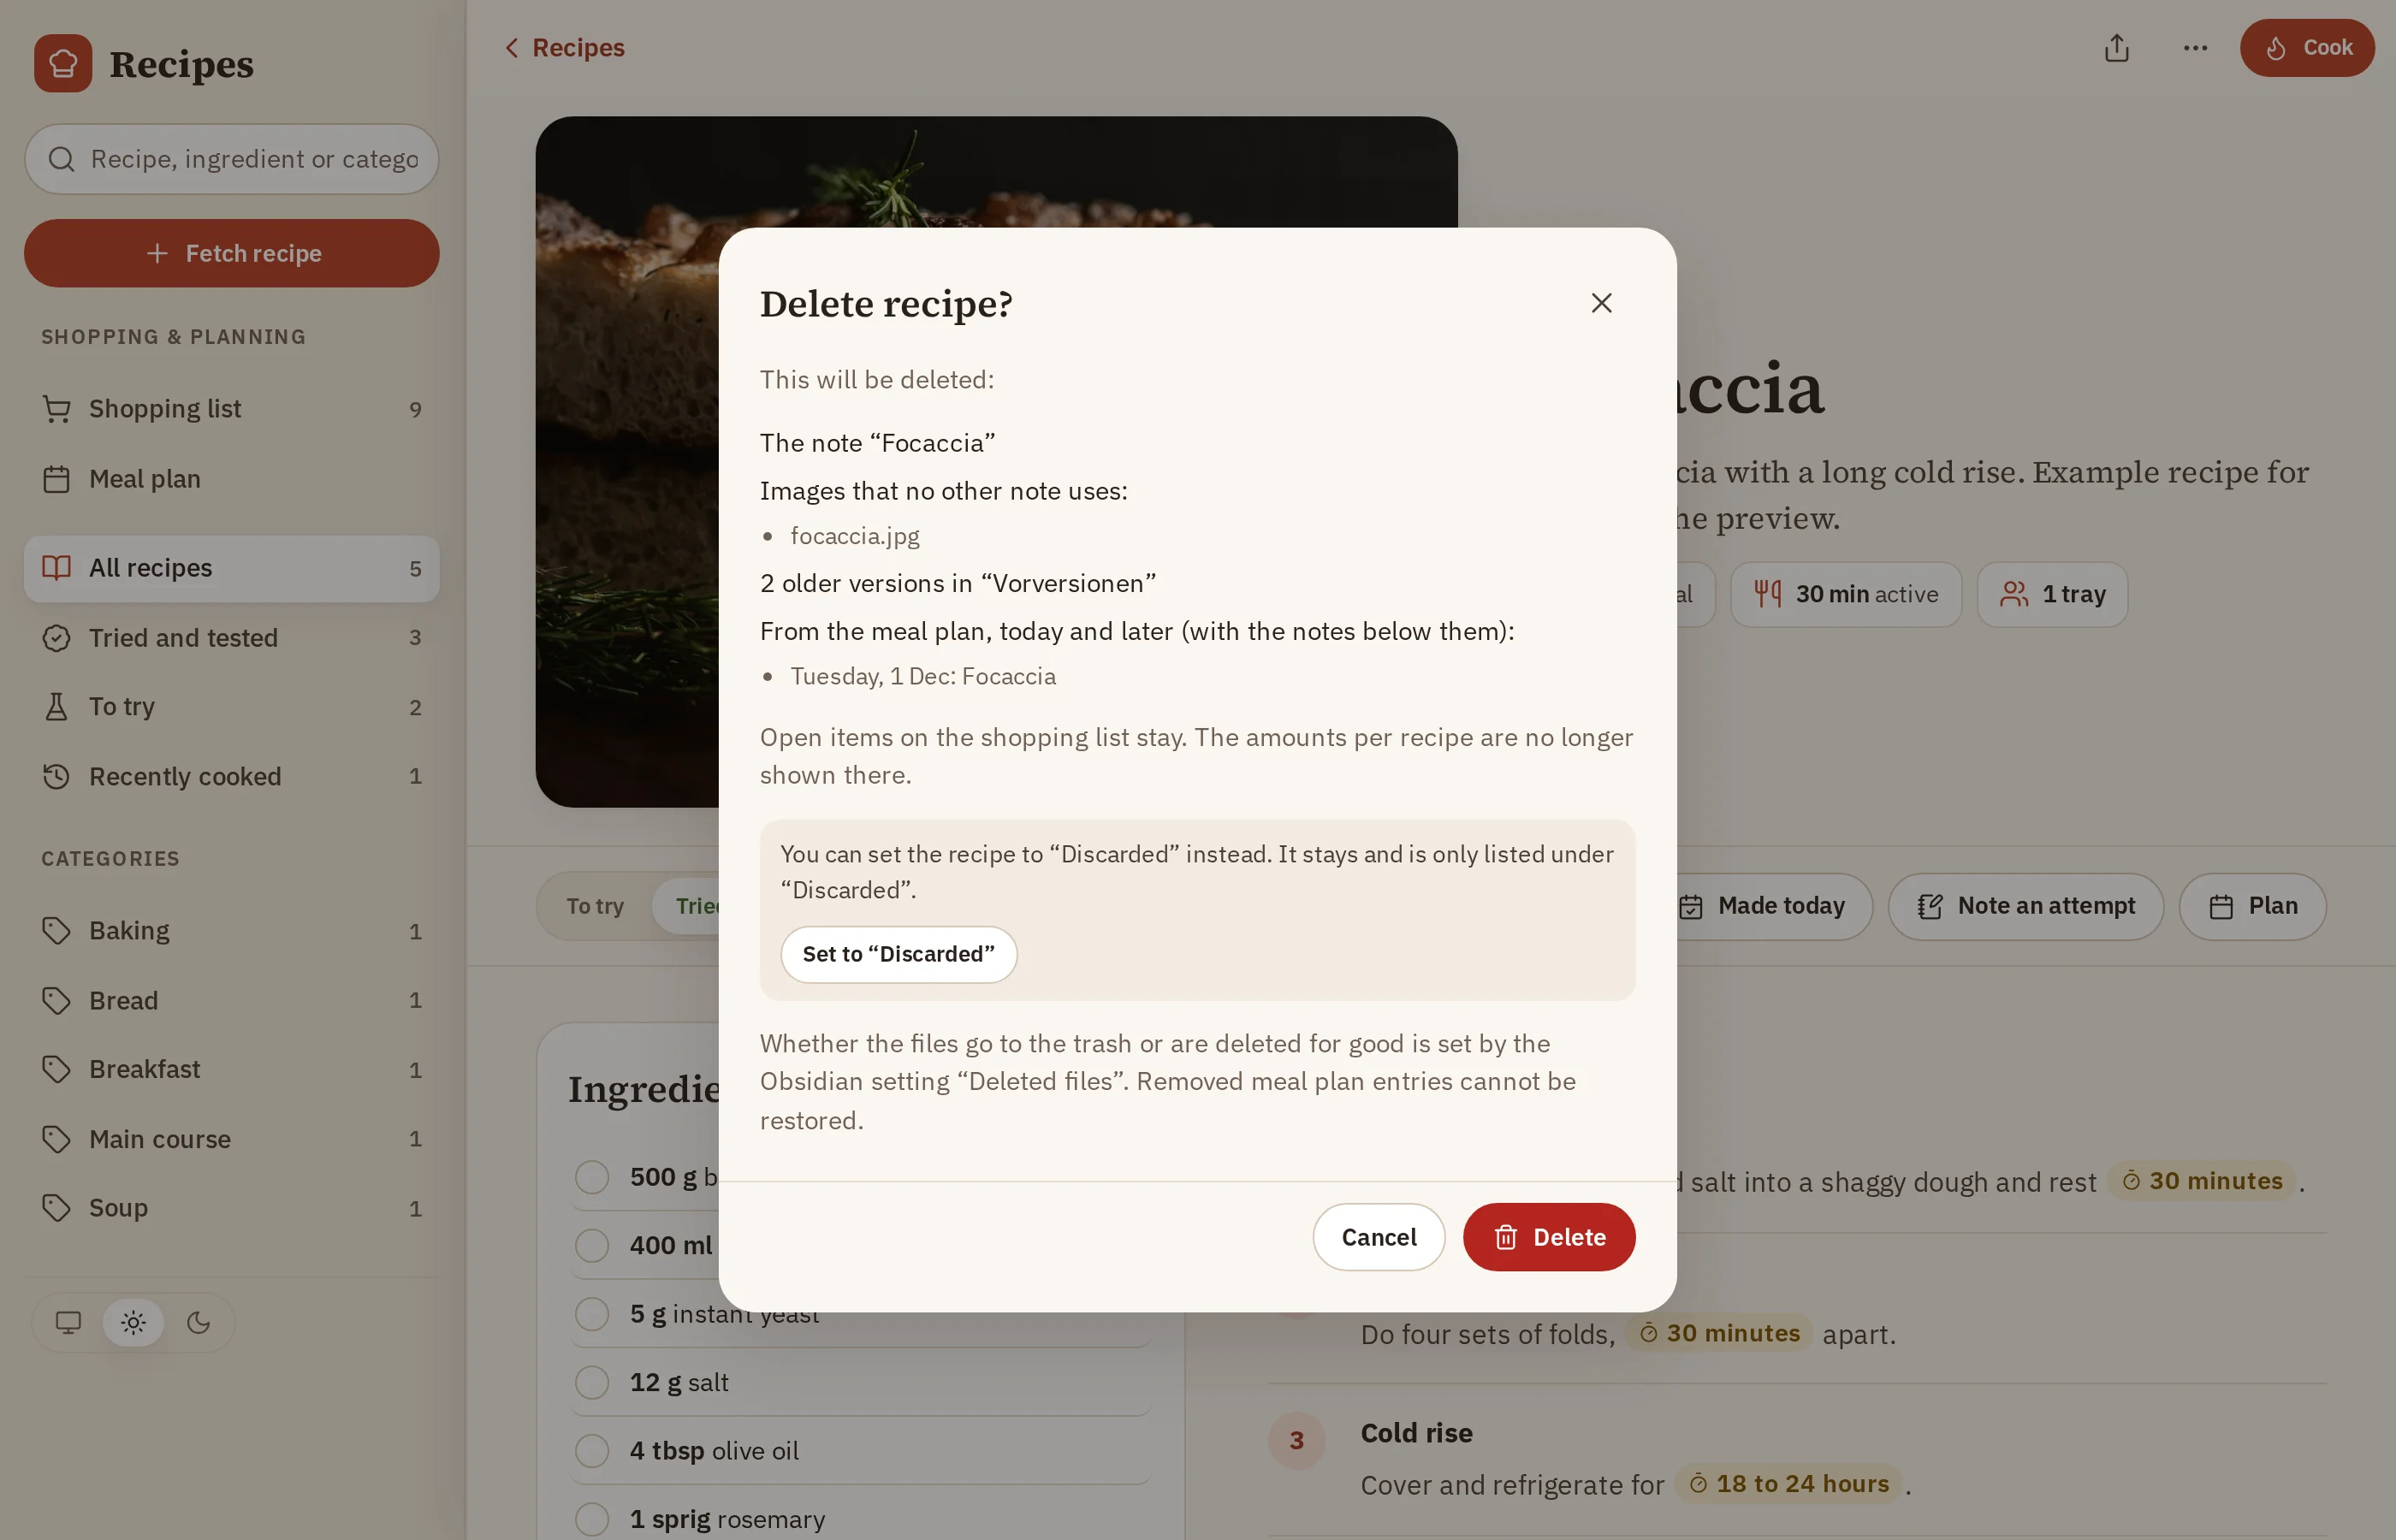 Recipes
Recipe, ingredient or catego
Fetch recipe
SHOPPING & PLANNING
Shopping list 9
Meal plan
All recipes 5
Tried and tested 3
To try 2
Recently cooked 1
CATEGORIES
Baking 1
Bread 1
Breakfast 1
Main course 1
Soup 1
Recipes
Cook
accia
cia with a long cold rise. Example recipe for
he preview.
al
30 min active
1 tray
To try
Tried
Made today
Note an attempt
Plan
Delete recipe?
This will be deleted:
The note “Focaccia”
Images that no other note uses:
• focaccia.jpg
2 older versions in “Vorversionen”
From the meal plan, today and later (with the notes below them):
• Tuesday, 1 Dec: Focaccia
Open items on the shopping list stay. The amounts per recipe are no longer
shown there.
You can set the recipe to “Discarded” instead. It stays and is only listed under
“Discarded”.
Set to “Discarded”
Whether the files go to the trash or are deleted for good is set by the
Obsidian setting “Deleted files”. Removed meal plan entries cannot be
restored.
Cancel
Delete
Ingredie
500 g b
400 ml
5 g instant yeast
12 g salt
4 tbsp olive oil
1 sprig rosemary
d salt into a shaggy dough and rest 30 minutes .
Do four sets of folds, 30 minutes apart.
3 Cold rise
Cover and refrigerate for 18 to 24 hours .